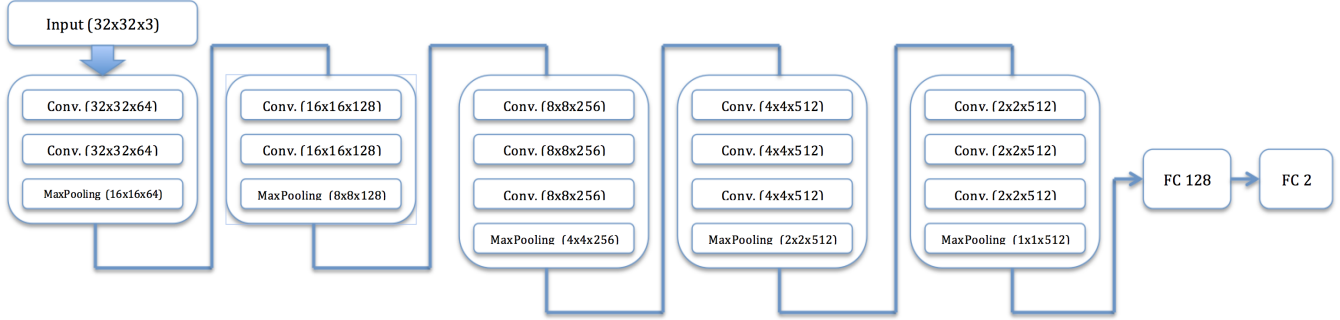 Input (32x32x3)
Conv. (32x32x64)
Conv. (32x32x64)
MaxPooling (16x16x64)
Conv. (16x16x128)
Conv. (16x16x128)
MaxPooling (8x8x128)
Conv. (8x8x256)
Conv. (8x8x256)
Conv. (8x8x256)
MaxPooling (4x4x256)
Conv. (4x4x512)
Conv. (4x4x512)
Conv. (4x4x512)
MaxPooling (2x2x512)
Conv. (2x2x512)
Conv. (2x2x512)
Conv. (2x2x512)
MaxPooling (1x1x512)
FC 128
FC 2